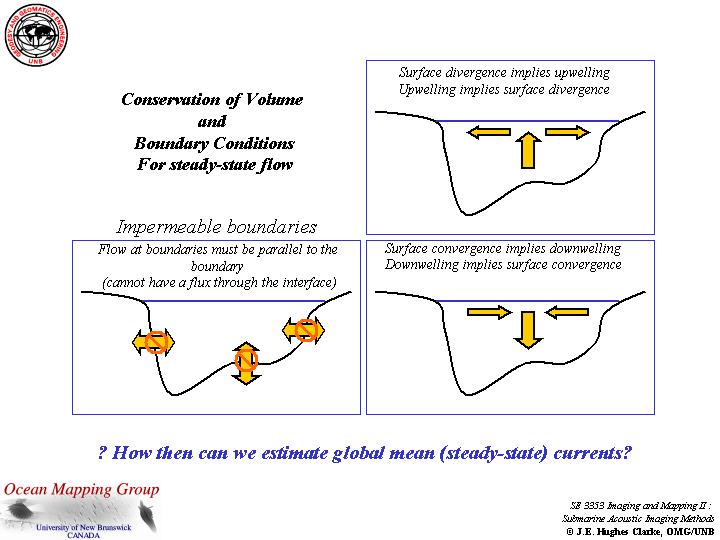 GEODESY AND GEOMATICS ENGINEERING
UNB
Conservation of Volume
and
Boundary Conditions
For steady-state flow
Surface divergence implies upwelling
Upwelling implies surface divergence
Impermeable boundaries
Flow at boundaries must be parallel to the
boundary
(cannot have a flux through the interface)
Surface convergence implies downwelling
Downwelling implies surface convergence
? How then can we estimate global mean (steady-state) currents?
Ocean Mapping Group
University of New Brunswick
CANADA
SE 3353 Imaging and Mapping II :
Submarine Acoustic Imaging Methods
© J.E. Hughes Clarke, OMG/UNB